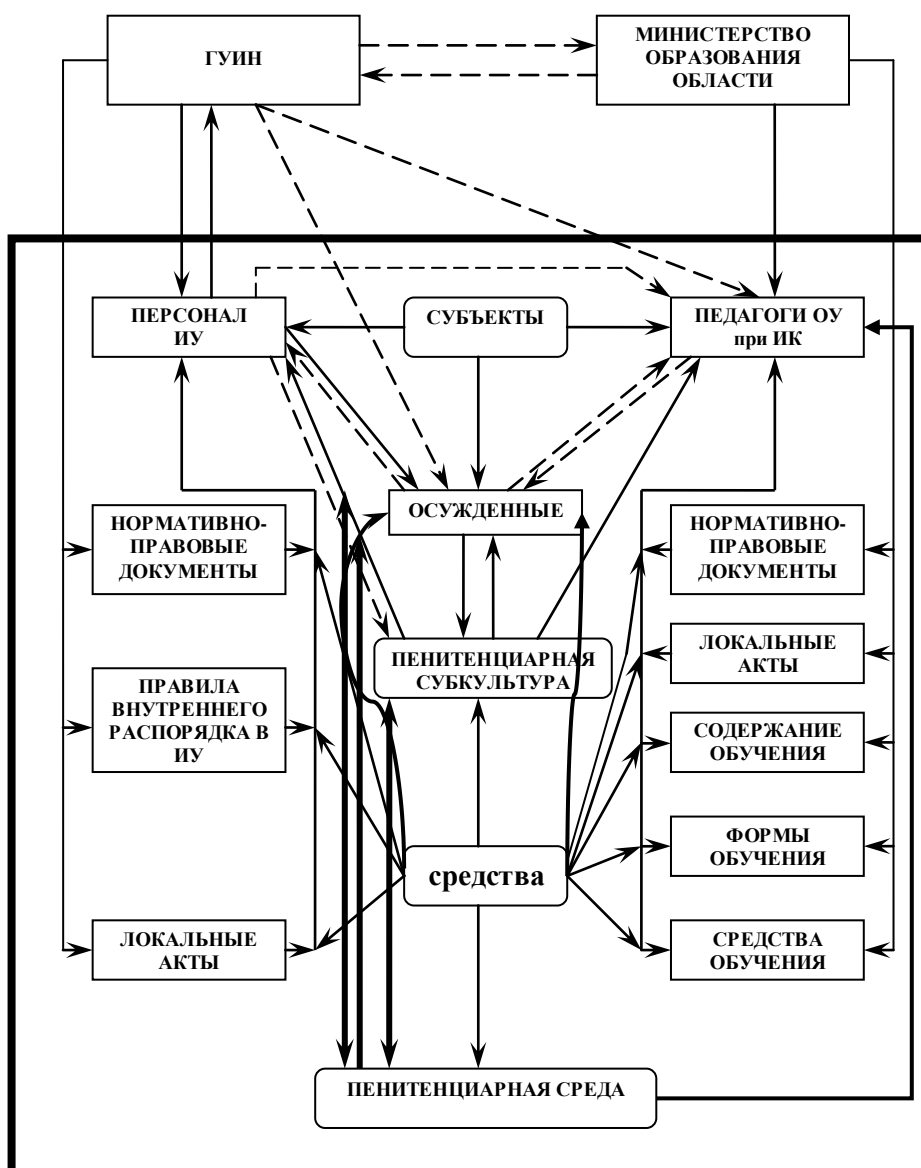 ГУИН
МИНИСТЕРСТВО
ОБРАЗОВАНИЯ
ОБЛАСТИ
ПЕРСОНАЛ
ИУ
СУБЪЕКТЫ
ПЕДАГОГИ ОУ
при ИК
ОСУЖДЕННЫЕ
НОРМАТИВНО-
ПРАВОВЫЕ
ДОКУМЕНТЫ
НОРМАТИВНО-
ПРАВОВЫЕ
ДОКУМЕНТЫ
ПЕНИТЕНЦИАРНАЯ
СУБКУЛЬТУРА
ЛОКАЛЬНЫЕ
АКТЫ
ПРАВИЛА
ВНУТРЕННЕГО
РАСПОРЯДКА В
ИУ
СОДЕРЖАНИЕ
ОБУЧЕНИЯ
ФОРМЫ
ОБУЧЕНИЯ
средства
ЛОКАЛЬНЫЕ
АКТЫ
СРЕДСТВА
ОБУЧЕНИЯ
ПЕНИТЕНЦИАРНАЯ СРЕДА